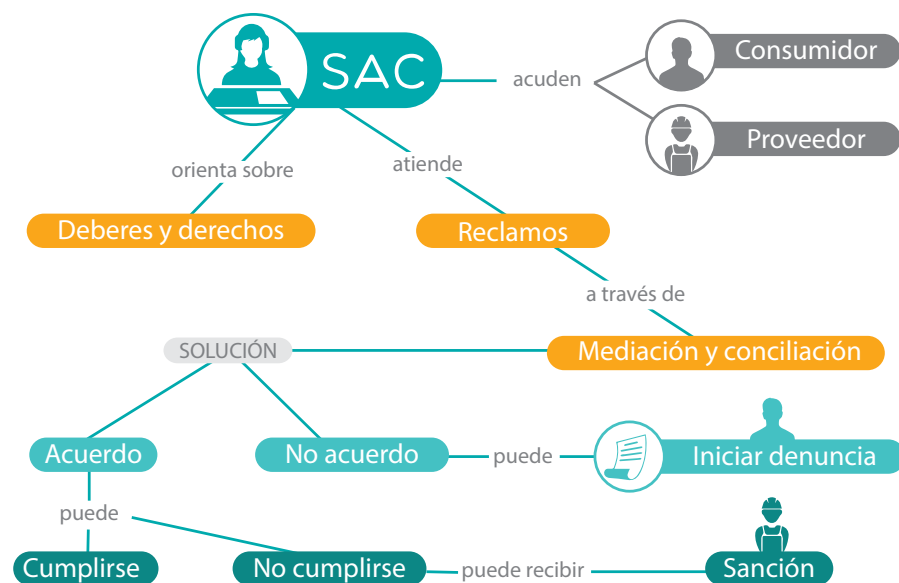 SAC
acuden
Consumidor
Proveedor
orienta sobre
atiende
Deberes y derechos
Reclamos
a través de
SOLUCIÓN
Mediación y conciliación
Acuerdo
No acuerdo
puede
Iniciar denuncia
puede
Cumplirse
No cumplirse
puede recibir
Sanción